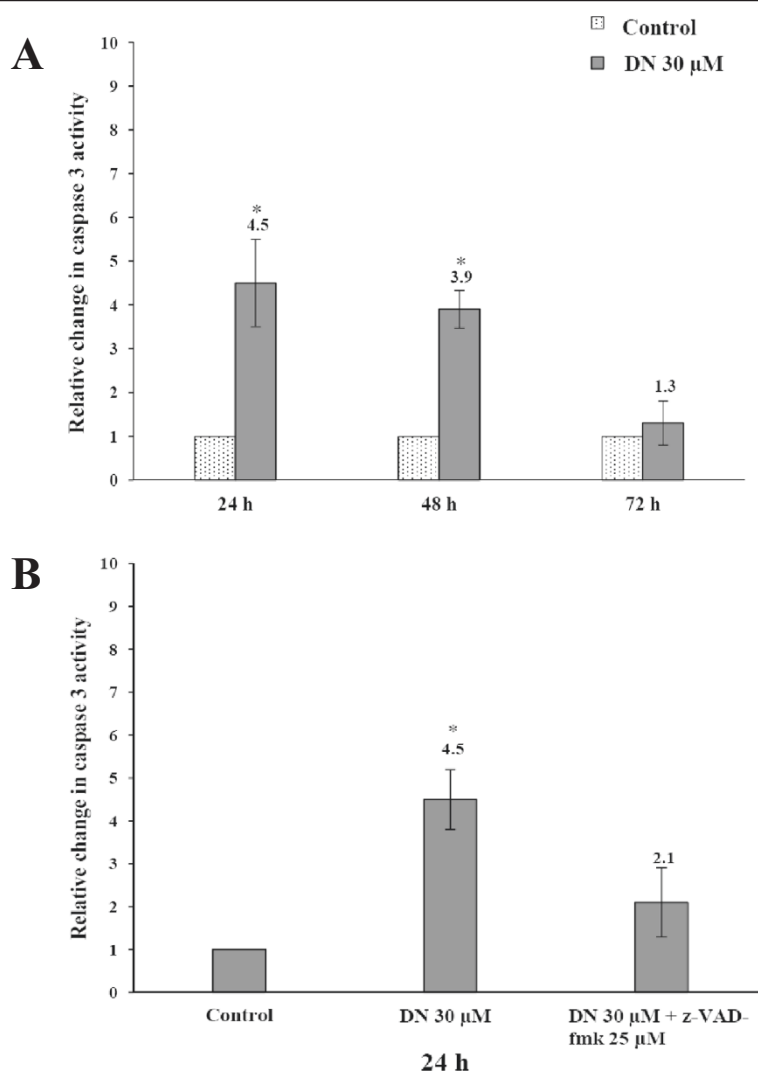 A
Control
DN 30 μM
Relative change in caspase 3 activity
10
9
8
7
6
5
4
3
2
1
0
*
4.5
*
3.9
1.3
24 h
48 h
72 h
B
Relative change in caspase 3 activity
10
9
8
7
6
5
4
3
2
1
0
*
4.5
2.1
Control
DN 30 μM
DN 30 μM + z-VAD-
fmk 25 μM
24 h